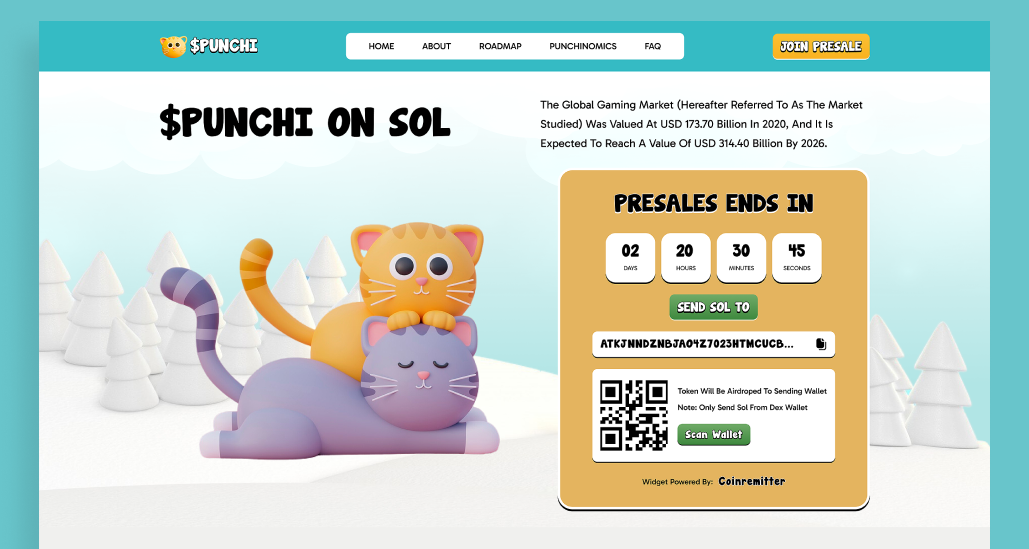 $PUNCHI
HOME ABOUT ROADMAP PUNCHINOMICS FAQ
JOIN PRESALE
$PUNCHI ON SOL
The Global Gaming Market (Hereafter Referred To As The Market
Studied) Was Valued At USD 173.70 Billion In 2020, And It Is
Expected To Reach A Value Of USD 314.40 Billion By 2026.
PRESALES ENDS IN
02 20 30 45
DAYS HOURS MINUTES SECONDS
SEND SOL TO
ATKJNNDZNBJAO4Z7023HTMCUCB...
Token Will Be Airdroped To Sending Wallet
Note: Only Send Sol From Dex Wallet
Scan Wallet
Widget Powered By: Coinremitter